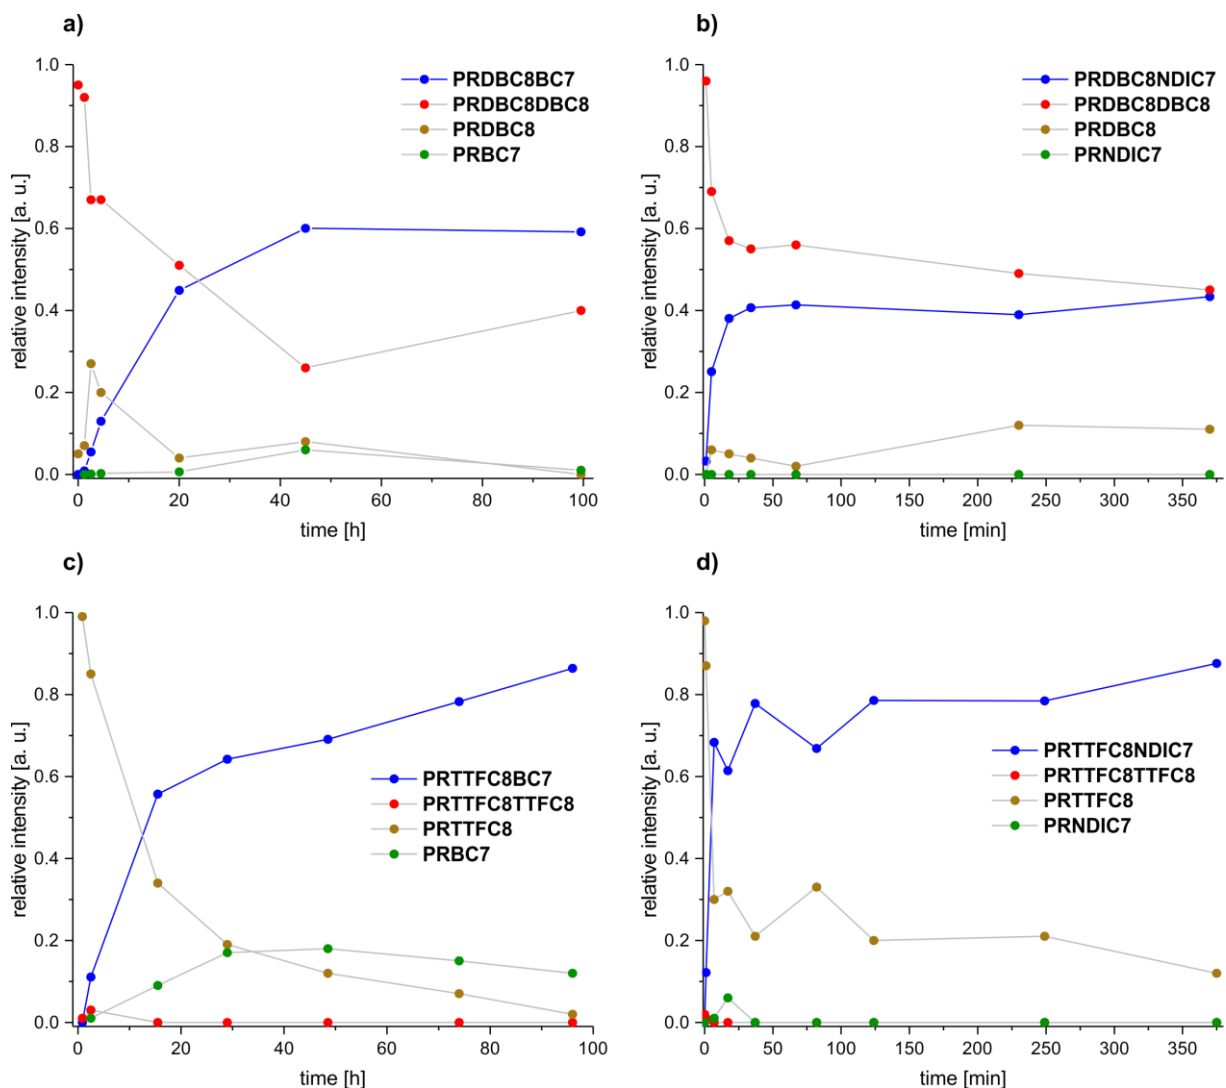 a)
1.0
0.8
0.6
0.4
0.2
0.0
relative intensity [a. u.]
PRDBC8BC7
PRDBC8DBC8
PRDBC8
PRBC7
0
20
40
60
80
100
time [h]
b)
1.0
0.8
0.6
0.4
0.2
0.0
relative intensity [a. u.]
PRDBC8NDIC7
PRDBC8DBC8
PRDBC8
PRNDIC7
0
50
100
150
200
250
300
350
time [min]
c)
1.0
0.8
0.6
0.4
0.2
0.0
relative intensity [a. u.]
PRTTFC8BC7
PRTTFC8TTFC8
PRTTFC8
PRBC7
0
20
40
60
80
100
time [h]
d)
1.0
0.8
0.6
0.4
0.2
0.0
relative intensity [a. u.]
PRTTFC8NDIC7
PRTTFC8TTFC8
PRTTFC8
PRNDIC7
0
50
100
150
200
250
300
350
time [min]